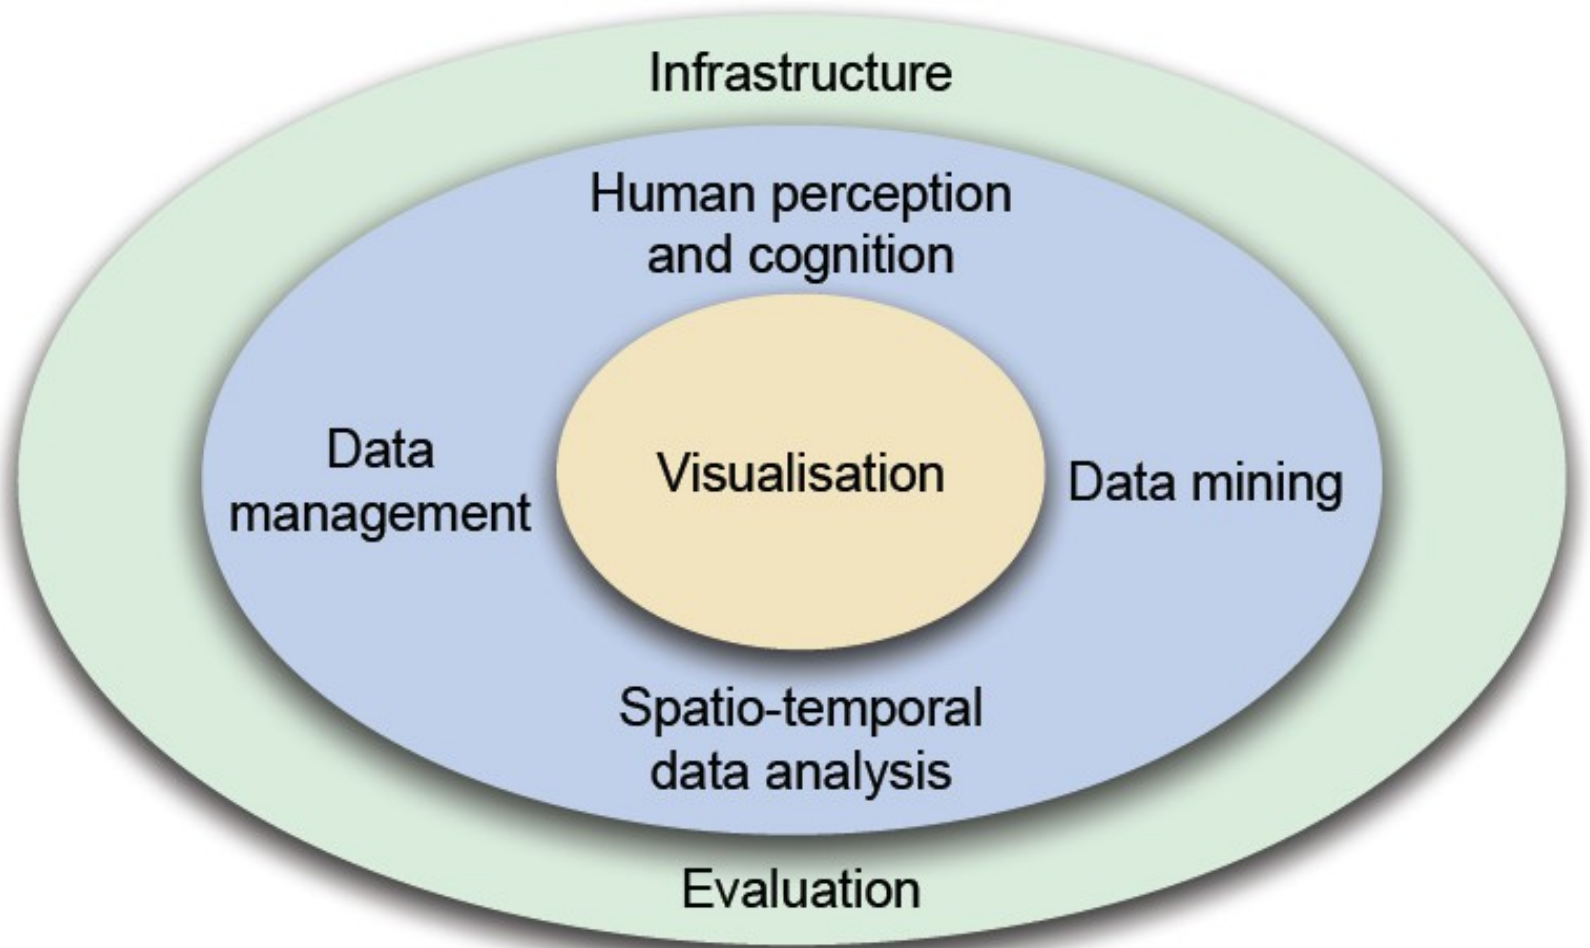 Infrastructure
Human perception
and cognition
Data
management
Visualisation
Data mining
Spatio-temporal
data analysis
Evaluation